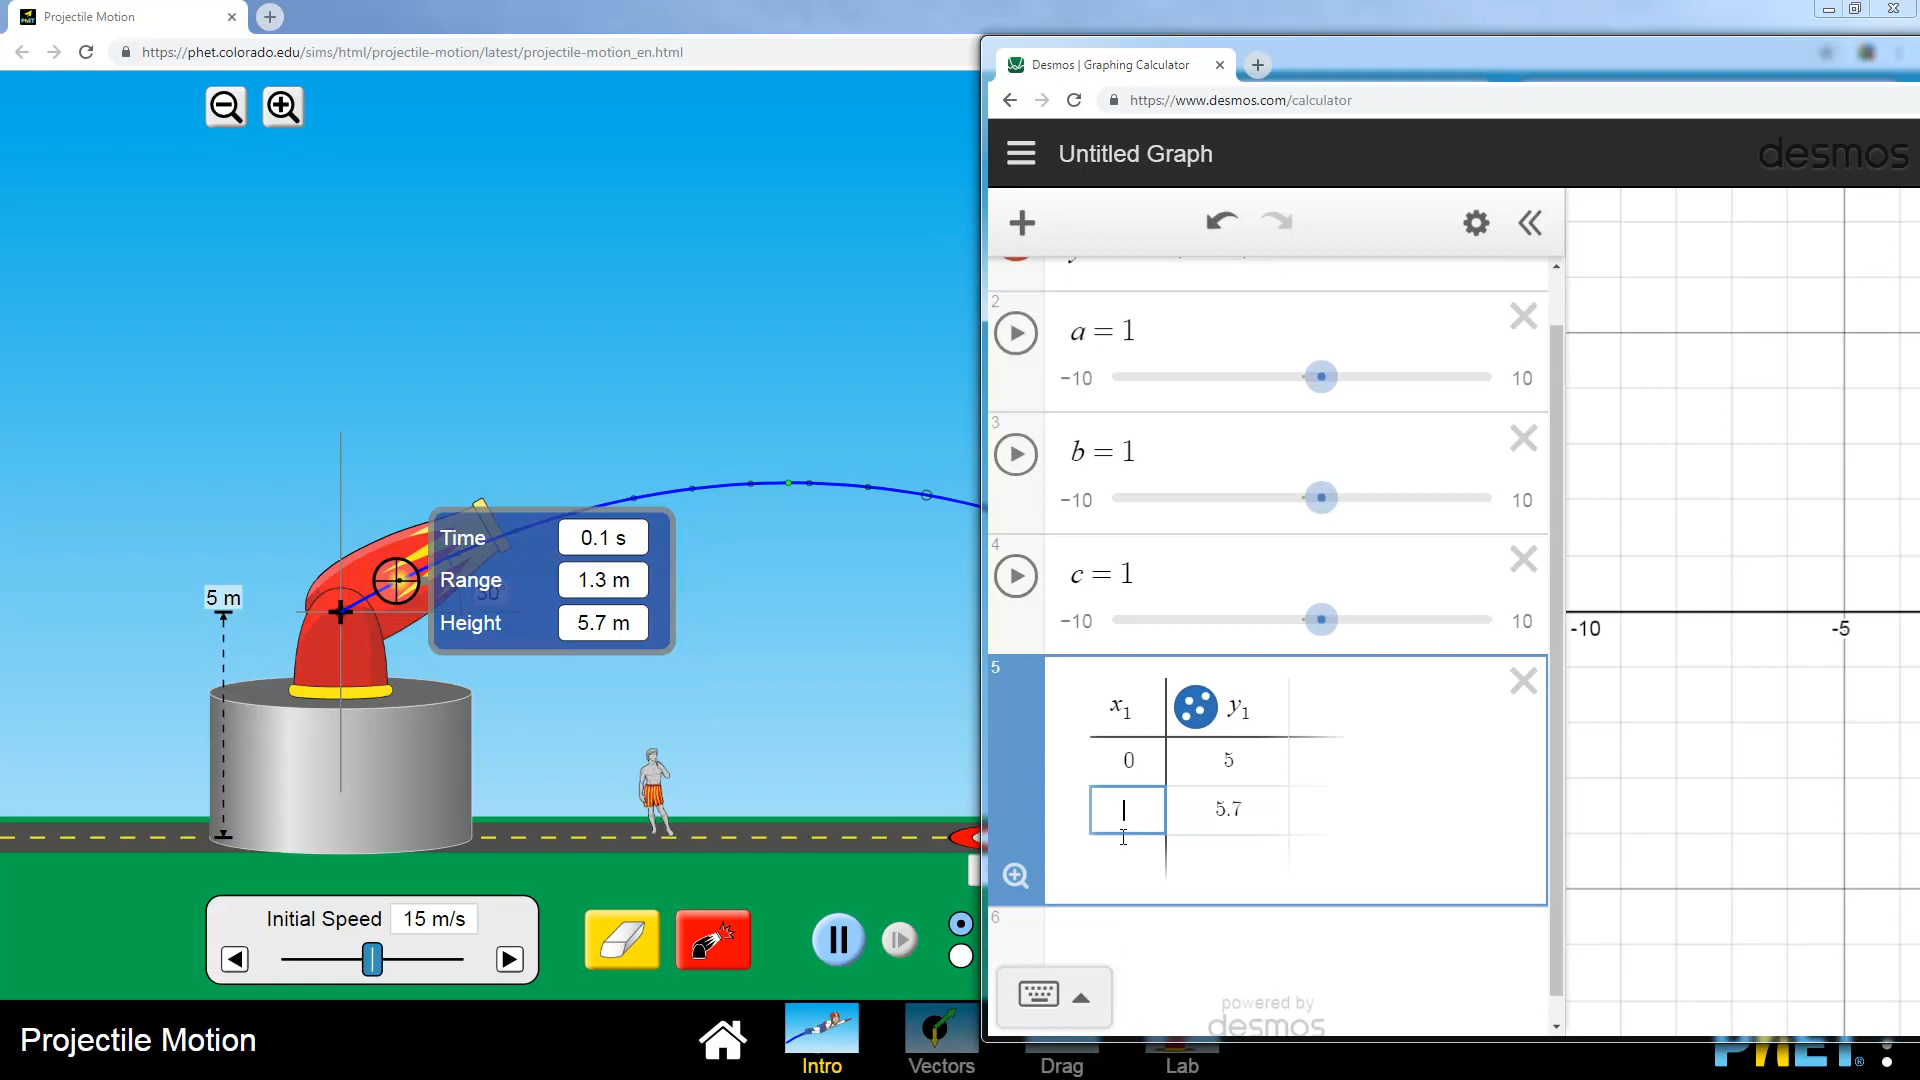 Projectile Motion
https://phet.colorado.edu/sims/html/projectile-motion/latest/projectile-motion_en.html
5 m
Time 0.1 s
Range 1.3 m
Height 5.7 m
30°
Initial Speed 15 m/s
Projectile Motion
Intro
Vectors
Drag
Lab
PhET
Desmos | Graphing Calculator
https://www.desmos.com/calculator
Untitled Graph
desmos
2
a = 1
−10 10
3
b = 1
−10 10
4
c = 1
−10 10
5
x₁ y₁
0 5
5.7
6
powered by
desmos
-10 -5